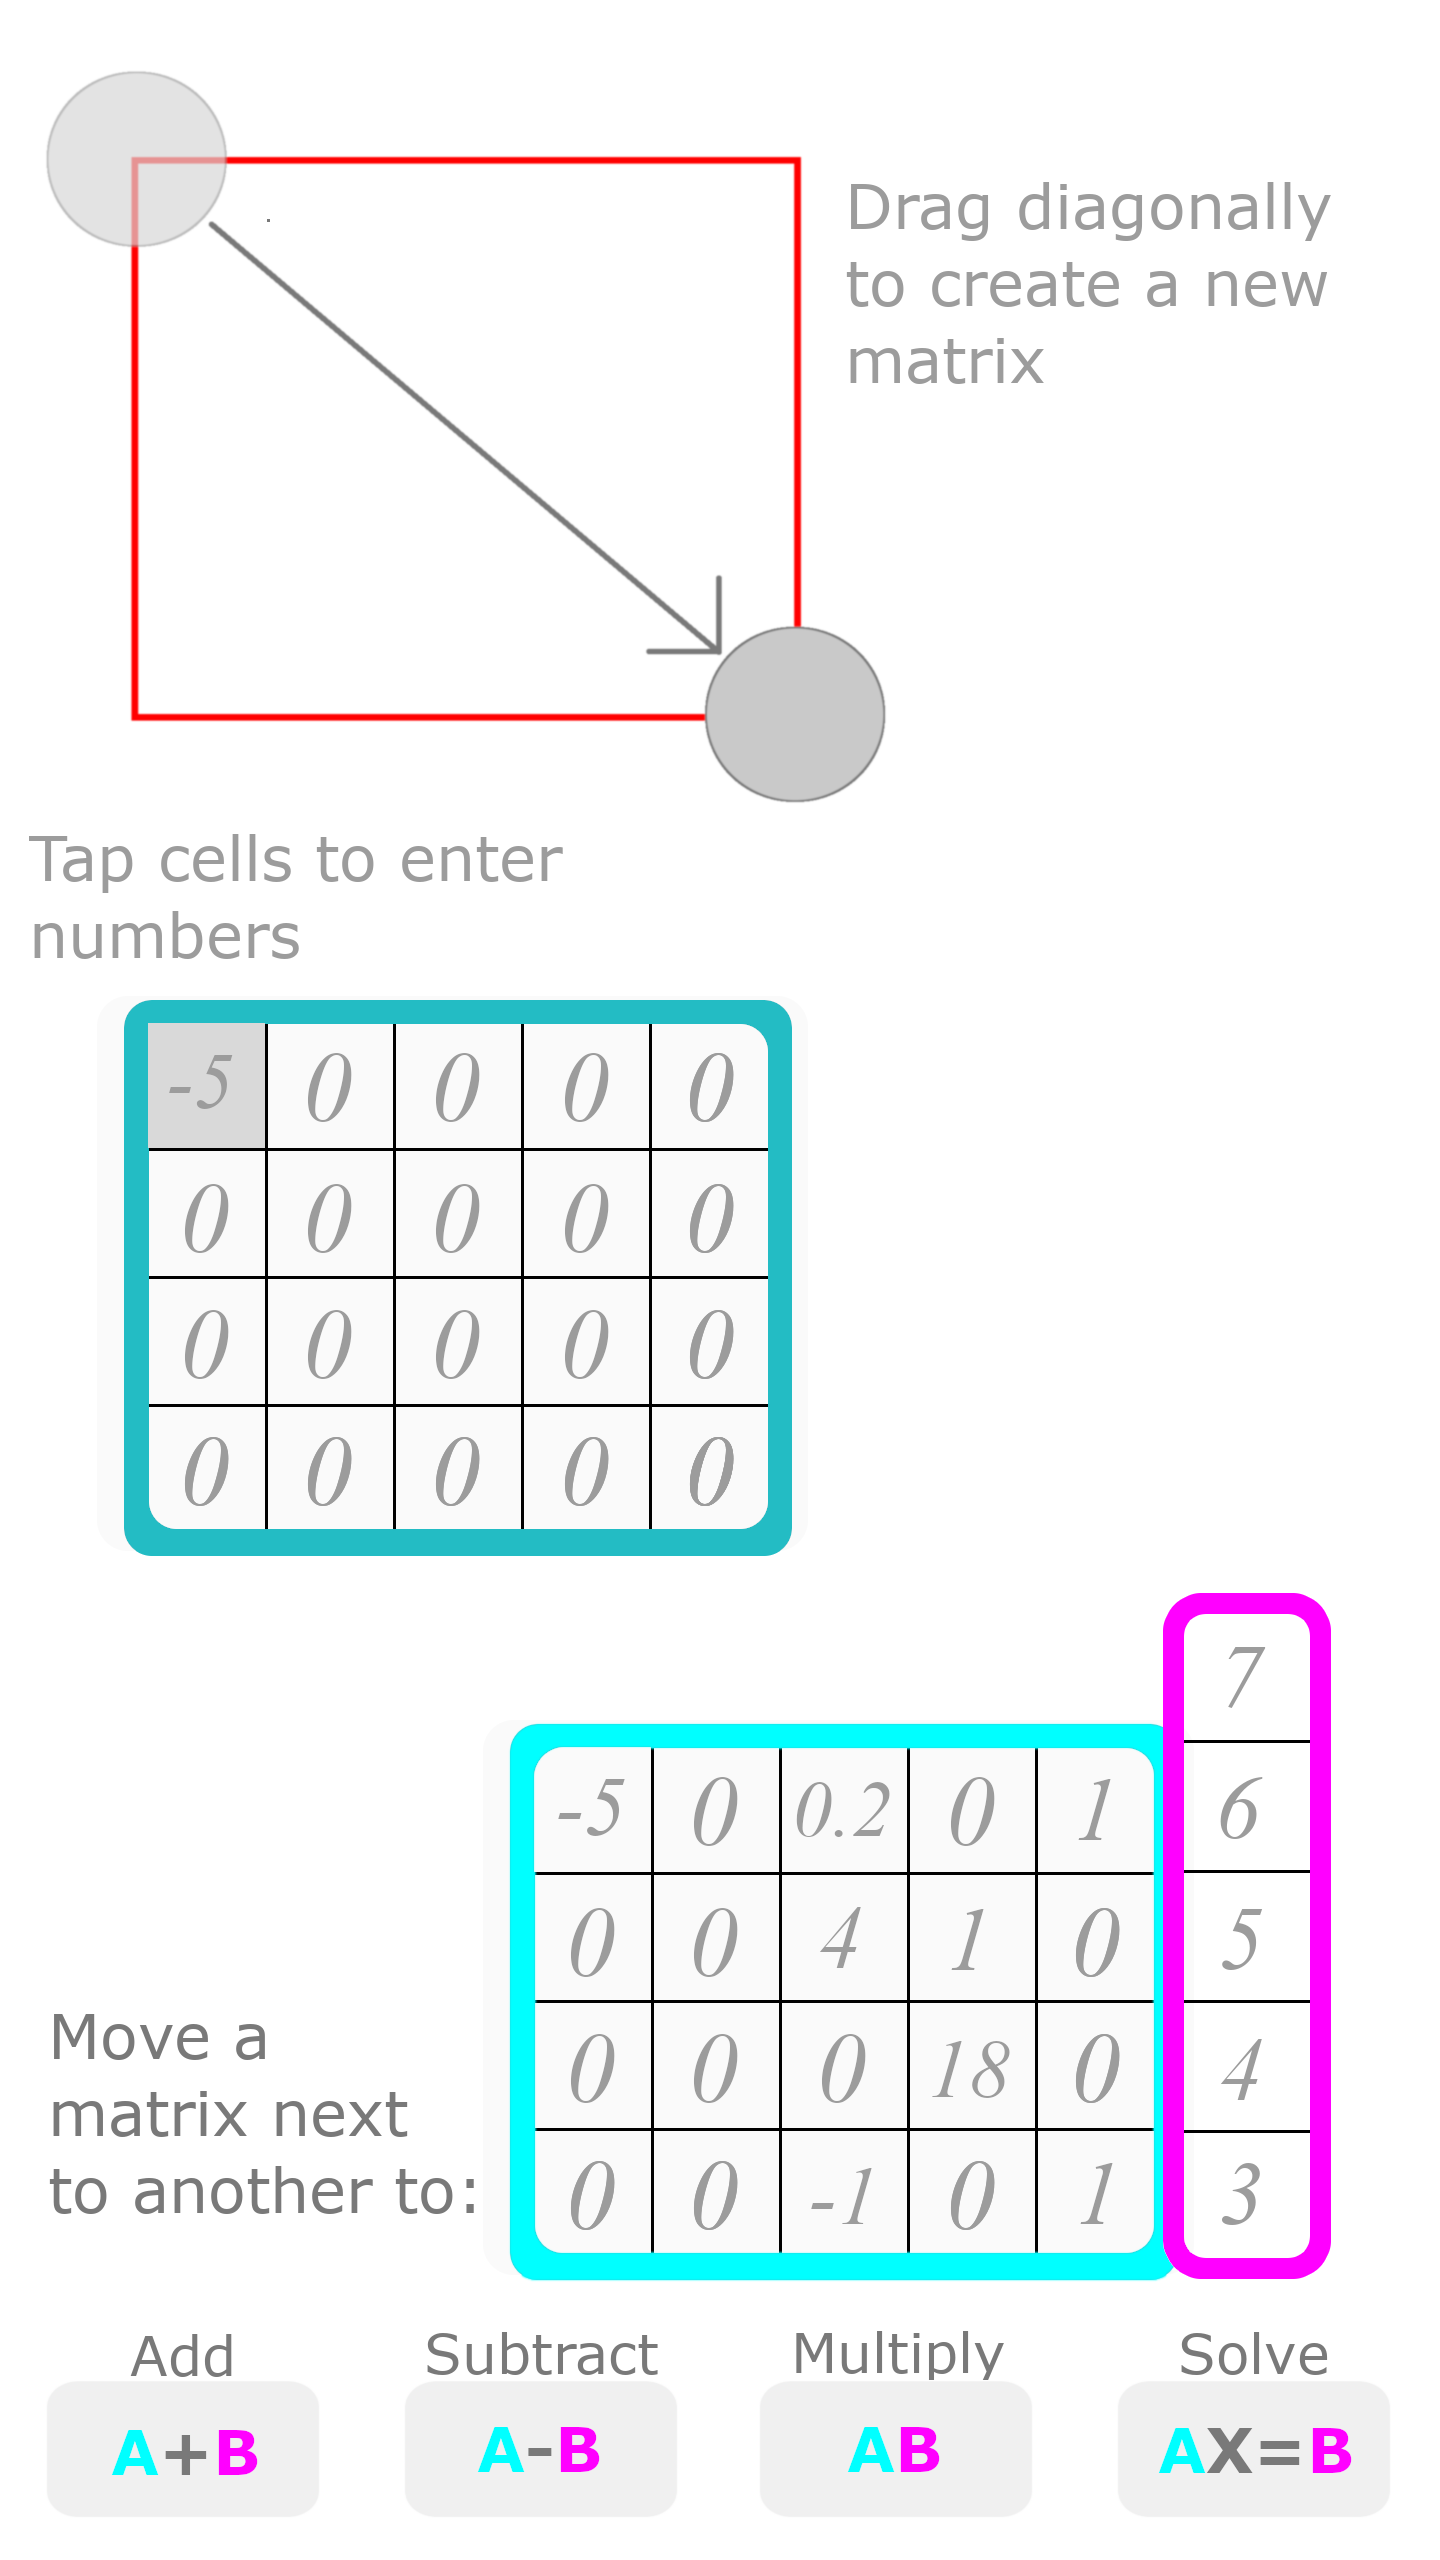 Drag diagonally
to create a new
matrix
Tap cells to enter
numbers
-5 0 0 0 0
0 0 0 0 0
0 0 0 0 0
0 0 0 0 0
7
6
5
4
3
-5 0 0.2 0 1
0 0 4 1 0
0 0 0 18 0
0 0 -1 0 1
Move a
matrix next
to another to:
Add Subtract Multiply Solve
A+B A-B AB AX=B